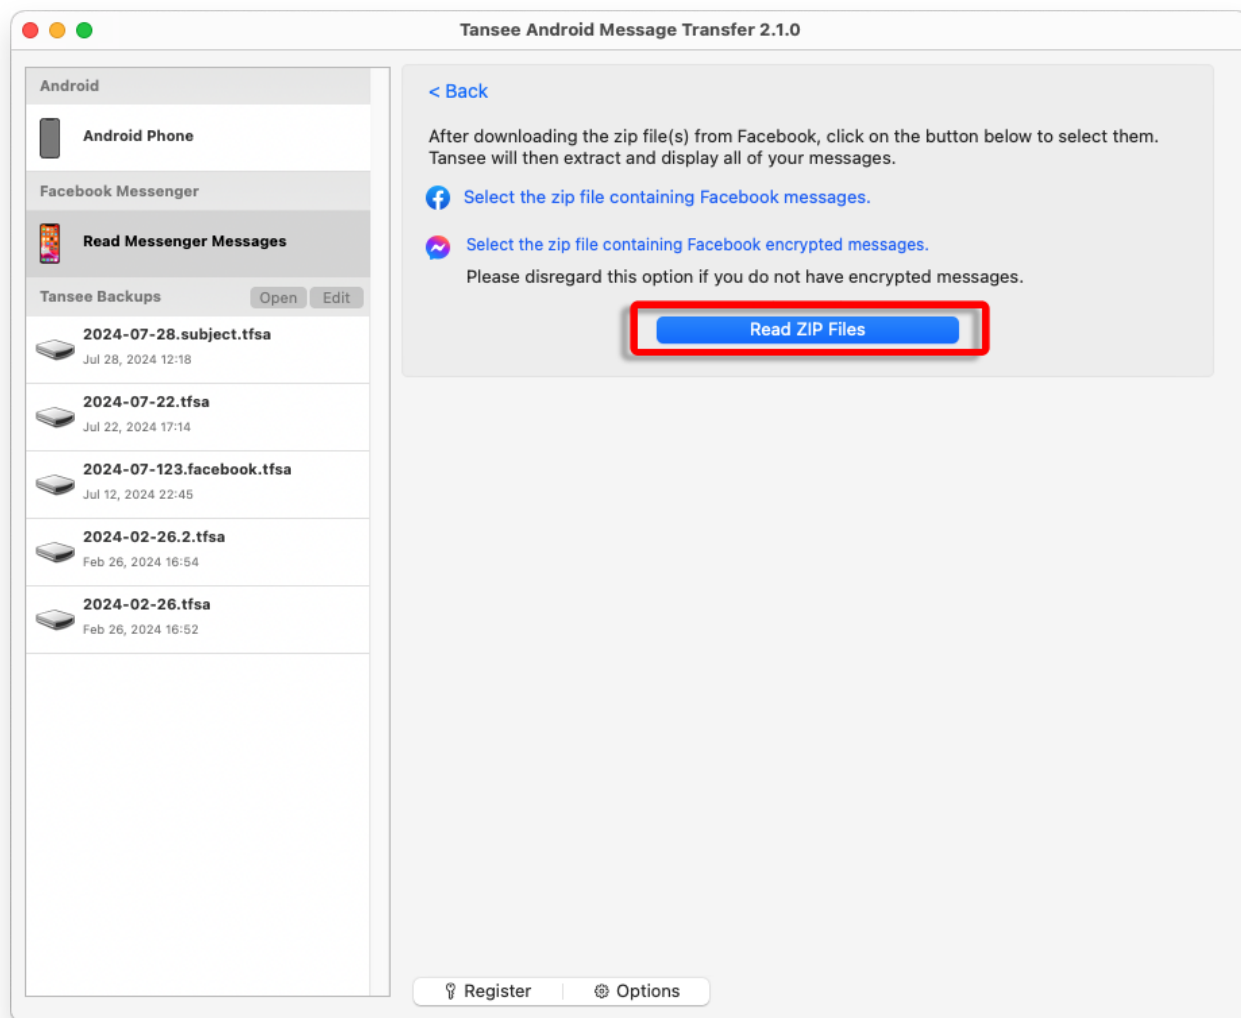 Tansee Android Message Transfer 2.1.0
Android
Android Phone
Facebook Messenger
Read Messenger Messages
Tansee Backups
Open
Edit
2024-07-28.subject.tfsa
Jul 28, 2024 12:18
2024-07-22.tfsa
Jul 22, 2024 17:14
2024-07-123.facebook.tfsa
Jul 12, 2024 22:45
2024-02-26.2.tfsa
Feb 26, 2024 16:54
2024-02-26.tfsa
Feb 26, 2024 16:52
< Back
After downloading the zip file(s) from Facebook, click on the button below to select them.
Tansee will then extract and display all of your messages.
Select the zip file containing Facebook messages.
Select the zip file containing Facebook encrypted messages.
Please disregard this option if you do not have encrypted messages.
Read ZIP Files
Register
Options